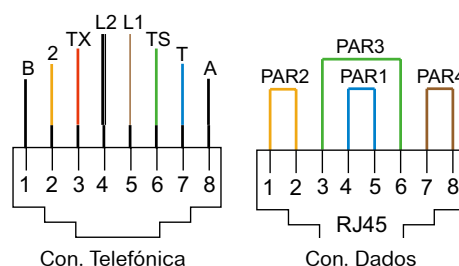 B 2 TX L2 L1 TS T A
1 2 3 4 5 6 7 8
Con. Telefónica
PAR3
PAR2 PAR1 PAR4
1 2 3 4 5 6 7 8
RJ45
Con. Dados